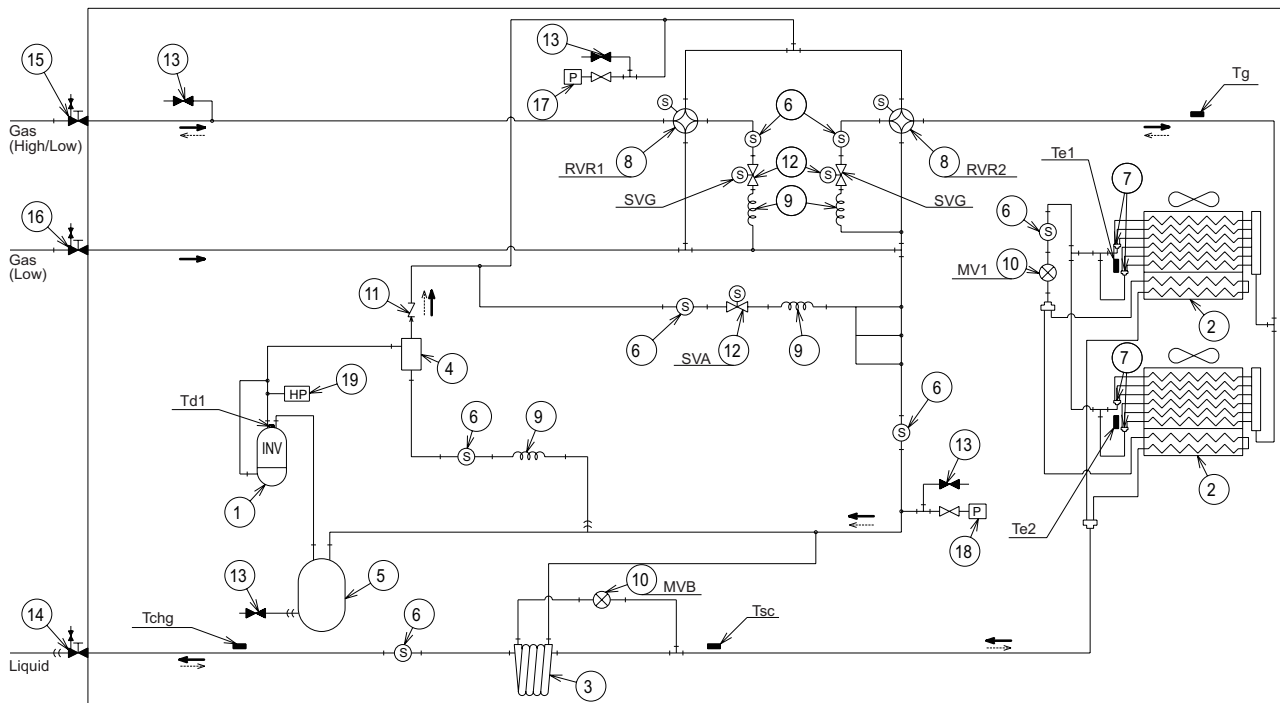 13
15
13
17
P
S
6
S
Tg
Gas
(High/Low)
S
S
8
RVR1
8
RVR2
Te1
7
12
S
S
SVG
SVG
16
9
6
S
Gas
(Low)
MV1
10
11
S
S
6
SVA
12
9
2
4
19
HP
7
Td1
6
9
6
S
INV
S
13
1
2
P
18
Te2
13
5
10
MVB
Tchg
Tsc
14
6
S
Liquid
3